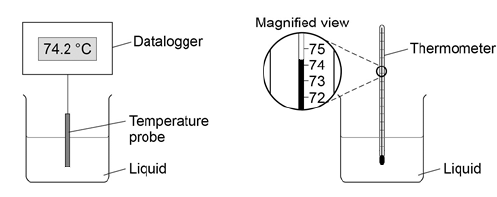 74.2 °C
Datalogger
Temperature
probe
Liquid
Magnified view
75
74
73
72
Thermometer
Liquid